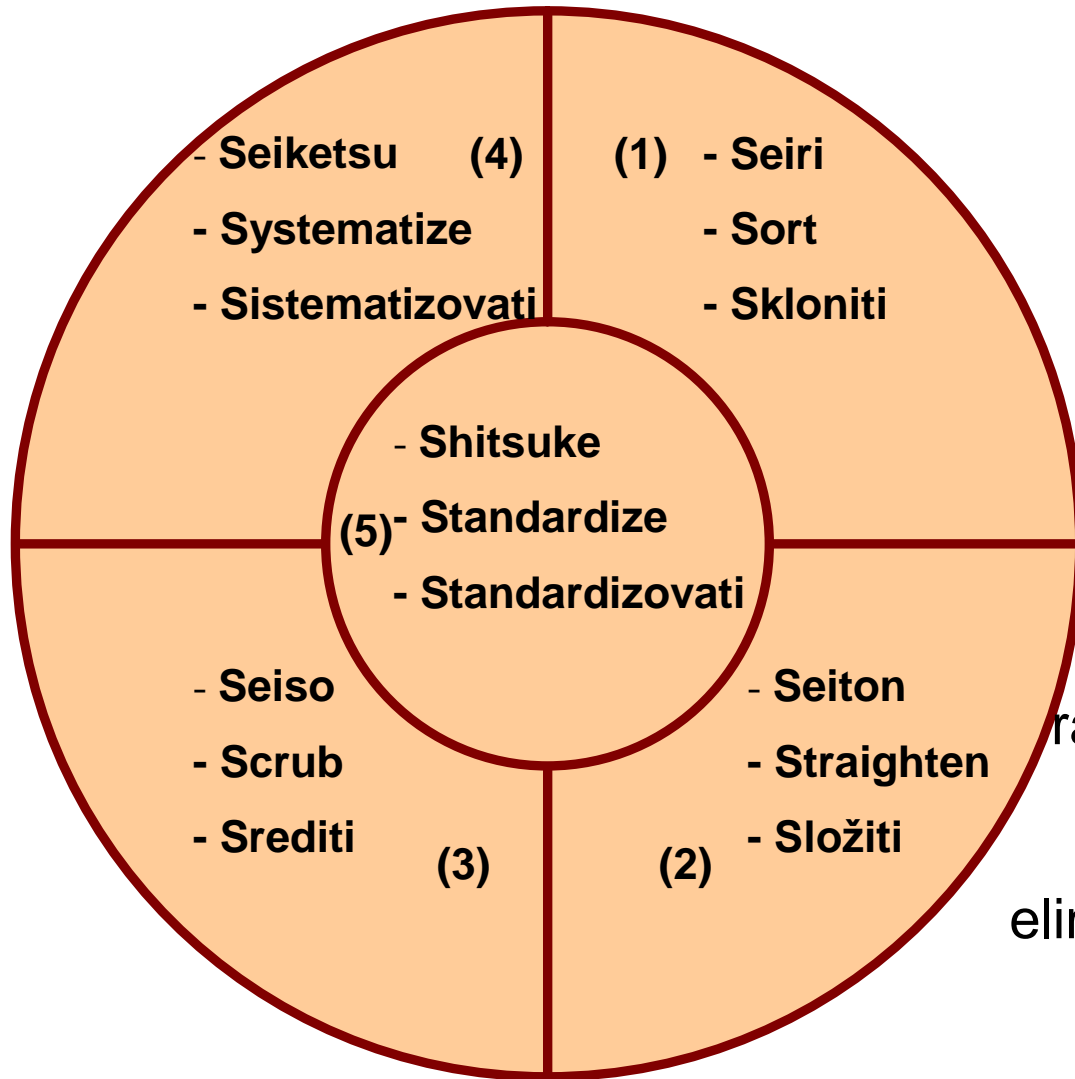 - Seiketsu (4)
- Systematize
- Sistematizovati
(1) - Seiri
- Sort
- Skloniti
- Shitsuke
(5) - Standardize
- Standardizovati
- Seiso
- Scrub
- Srediti
(3)
- Seiton
- Straighten
- Složiti
(2)